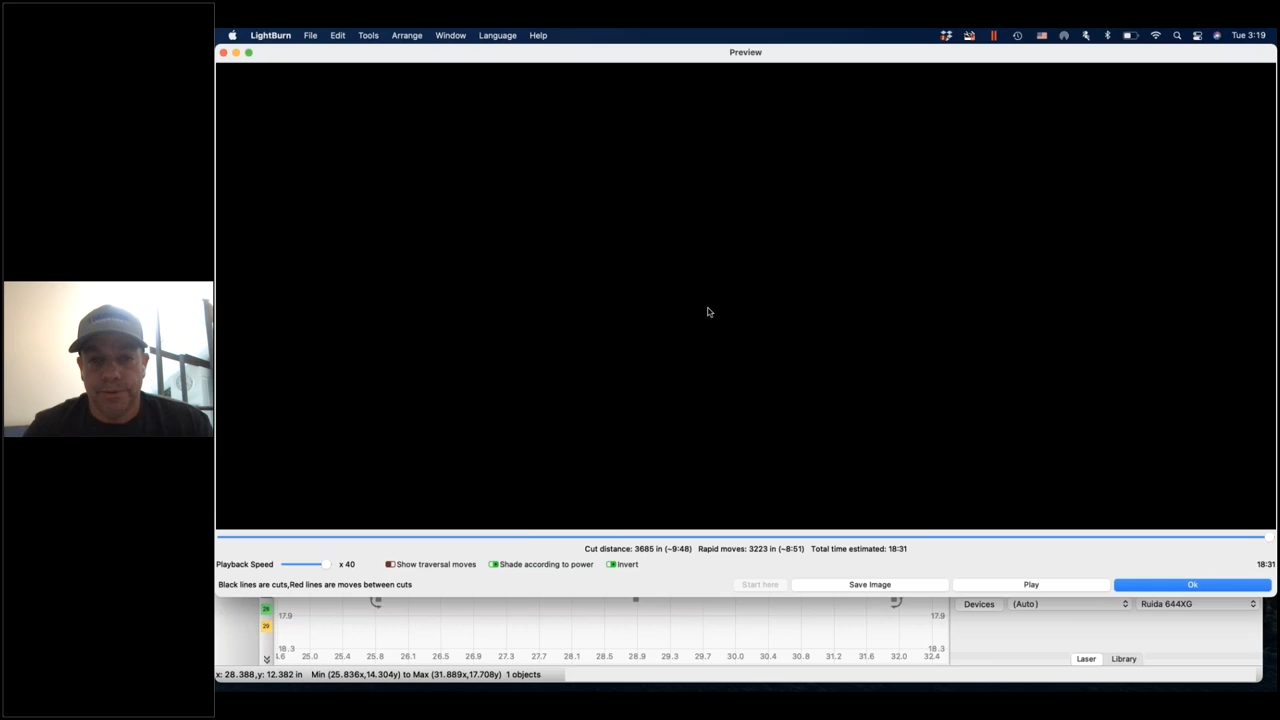 LightBurn File Edit Tools Arrange Window Language Help Tue 3:19
Preview
Cut distance: 3685 in (~9:48) Rapid moves: 3223 in (~8:51) Total time estimated: 18:31
Playback Speed x 40 Show traversal moves Shade according to power Invert 18:31
Black lines are cuts,Red lines are moves between cuts Start here Save Image Play Ok
28 Devices (Auto) Ruida 644XG
17.9 17.9
29
18.3 18.3
25.0 25.4 25.8 26.1 26.5 26.9 27.3 27.7 28.1 28.5 28.9 29.3 29.7 30.0 30.4 30.8 31.2 31.6 32.0 32.4
Laser Library
x: 28.388,y: 12.382 in Min (25.836x,14.304y) to Max (31.889x,17.708y) 1 objects